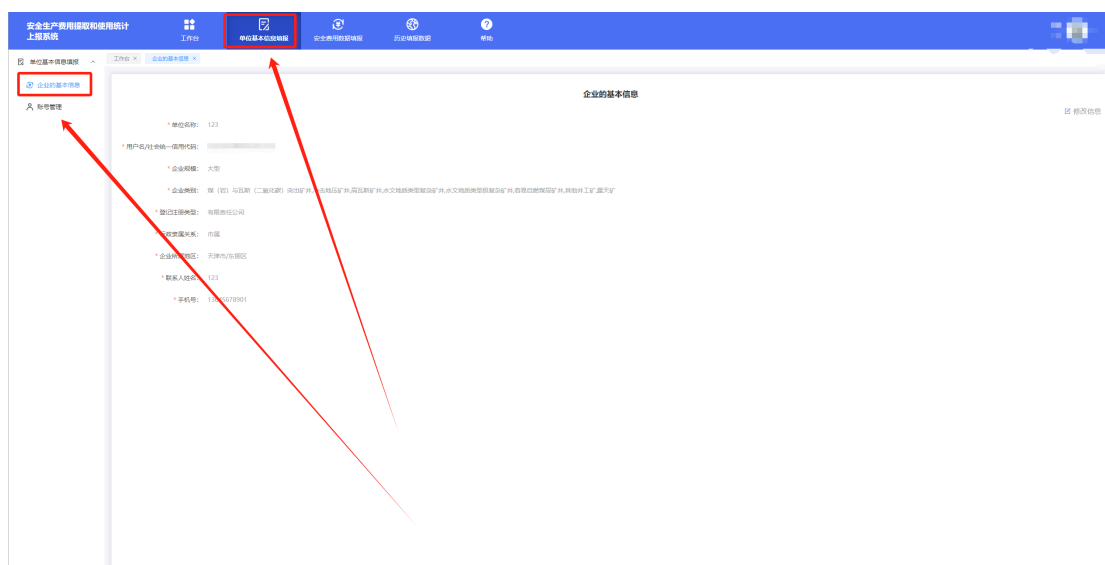 安全生产费用提取和使用统计
上报系统
工作台
单位基本信息填报
安全费用数据填报
历史填报数据
帮助
单位基本信息填报
工作台 ×
企业的基本信息 ×
企业的基本信息
账号管理
企业的基本信息
修改信息
* 单位名称: 123
* 用户名/社会统一信用代码:
* 企业规模: 大型
* 企业类别: 煤（岩）与瓦斯（二氧化碳）突出矿井,冲击地压矿井,高瓦斯矿井,水文地质类型复杂矿井,水文地质类型极复杂矿井,容易自燃煤层矿井,其他井工矿,露天矿
* 登记注册类型: 有限责任公司
* 行政隶属关系: 市属
* 企业所属地区: 天津市/东丽区
* 联系人姓名: 123
* 手机号: